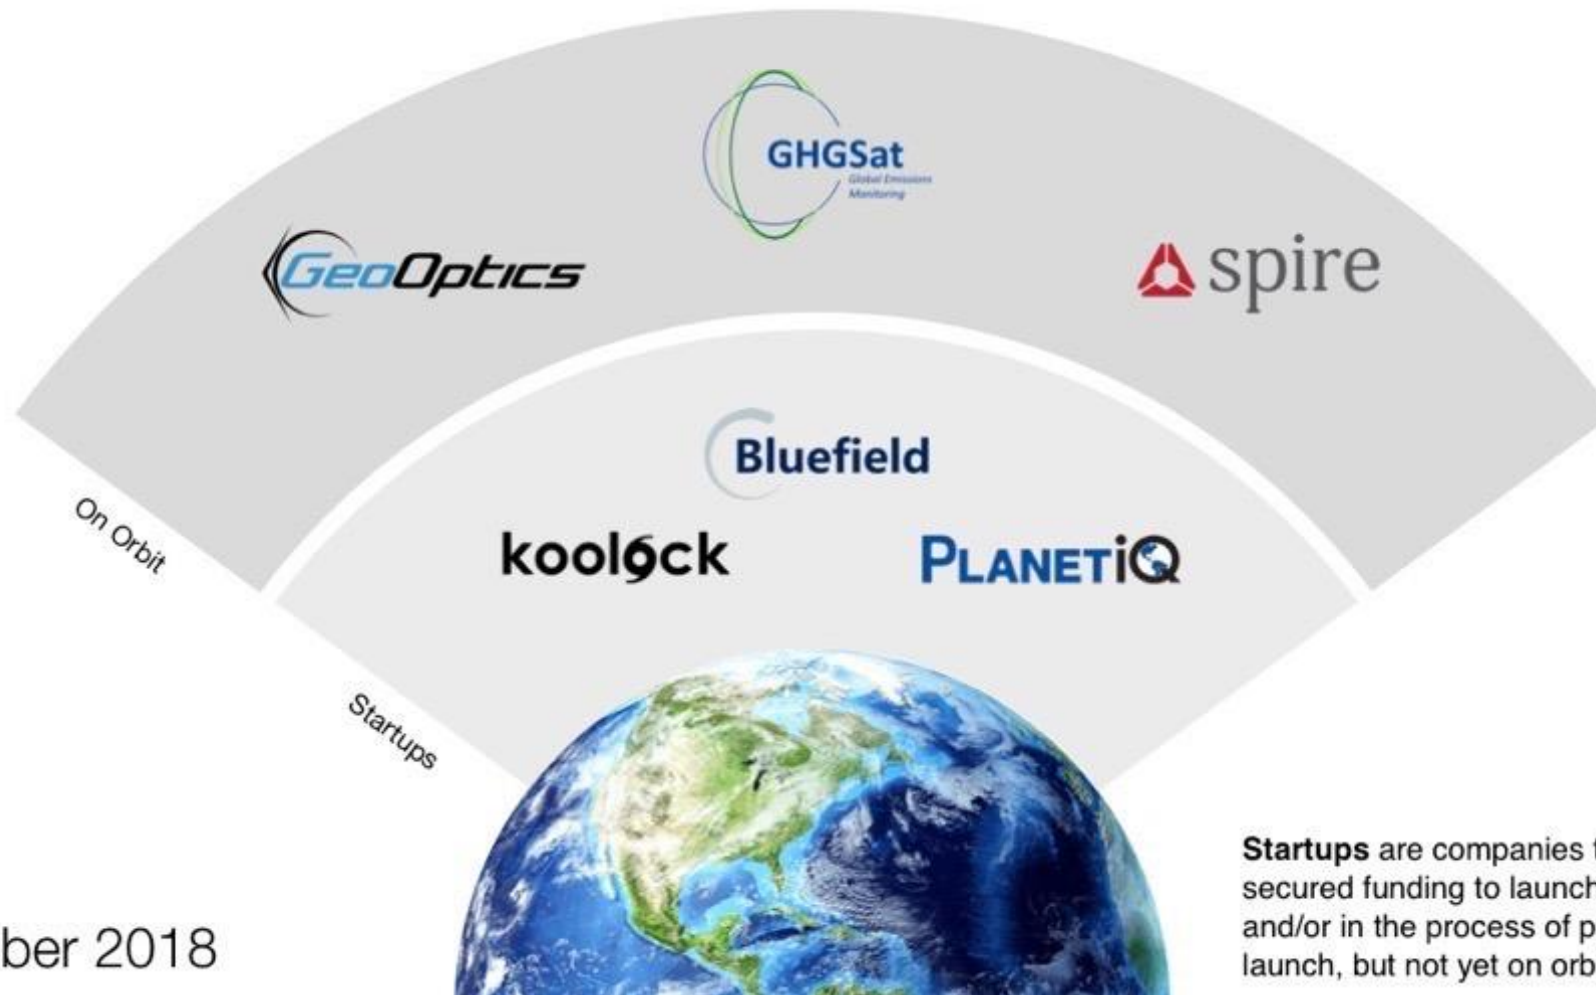 GHGSat
Global Emissions
Monitoring
GeoOptics
spire
Bluefield
koolock
PLANETiQ
On Orbit
Startups
Startups are companies
secured funding to launch
and/or in the process of p
launch, but not yet on orb
ber 2018